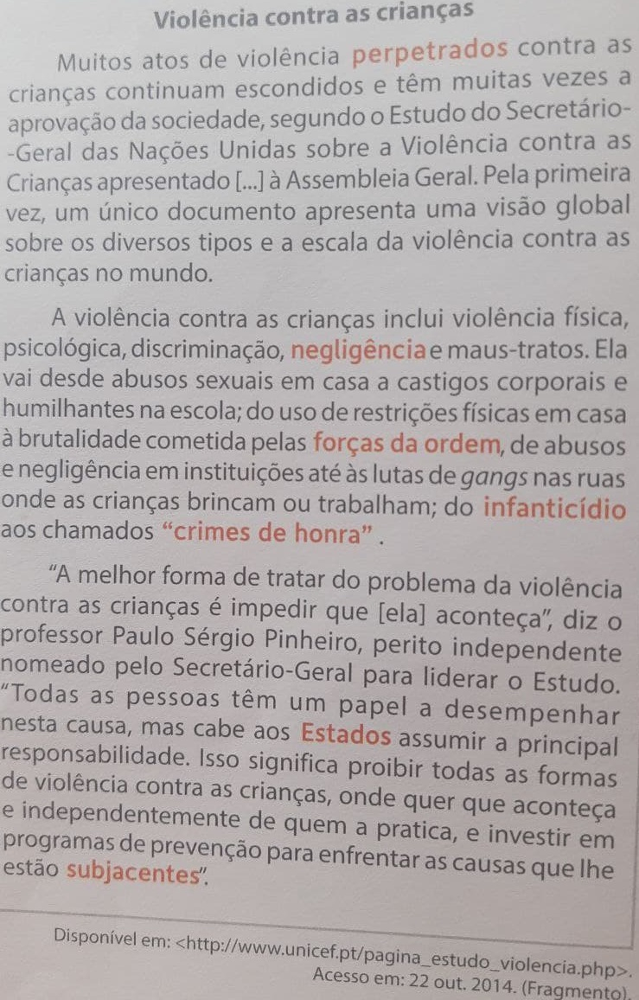 Violência contra as crianças
Muitos atos de violência perpetrados contra as
crianças continuam escondidos e têm muitas vezes a
aprovação da sociedade, segundo o Estudo do Secretário-
-Geral das Nações Unidas sobre a Violência contra as
Crianças apresentado [...] à Assembleia Geral. Pela primeira
vez, um único documento apresenta uma visão global
sobre os diversos tipos e a escala da violência contra as
crianças no mundo.
A violência contra as crianças inclui violência física,
psicológica, discriminação, negligência e maus-tratos. Ela
vai desde abusos sexuais em casa a castigos corporais e
humilhantes na escola; do uso de restrições físicas em casa
à brutalidade cometida pelas forças da ordem, de abusos
e negligência em instituições até às lutas de gangs nas ruas
onde as crianças brincam ou trabalham; do infanticídio
aos chamados “crimes de honra” .
“A melhor forma de tratar do problema da violência
contra as crianças é impedir que [ela] aconteça”, diz o
professor Paulo Sérgio Pinheiro, perito independente
nomeado pelo Secretário-Geral para liderar o Estudo.
“Todas as pessoas têm um papel a desempenhar
nesta causa, mas cabe aos Estados assumir a principal
responsabilidade. Isso significa proibir todas as formas
de violência contra as crianças, onde quer que aconteça
e independentemente de quem a pratica, e investir em
programas de prevenção para enfrentar as causas que lhe
estão subjacentes”.
Disponível em: <http://www.unicef.pt/pagina_estudo_violencia.php>.
Acesso em: 22 out. 2014. (Fragmento).